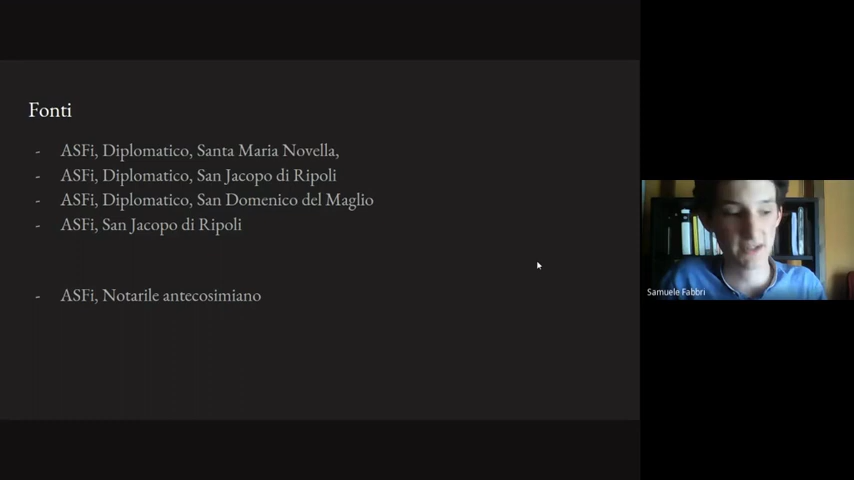 Fonti
- ASFi, Diplomatico, Santa Maria Novella,
- ASFi, Diplomatico, San Jacopo di Ripoli
- ASFi, Diplomatico, San Domenico del Maglio
- ASFi, San Jacopo di Ripoli
- ASFi, Notarile antecosimiano
Samuele Fabbri